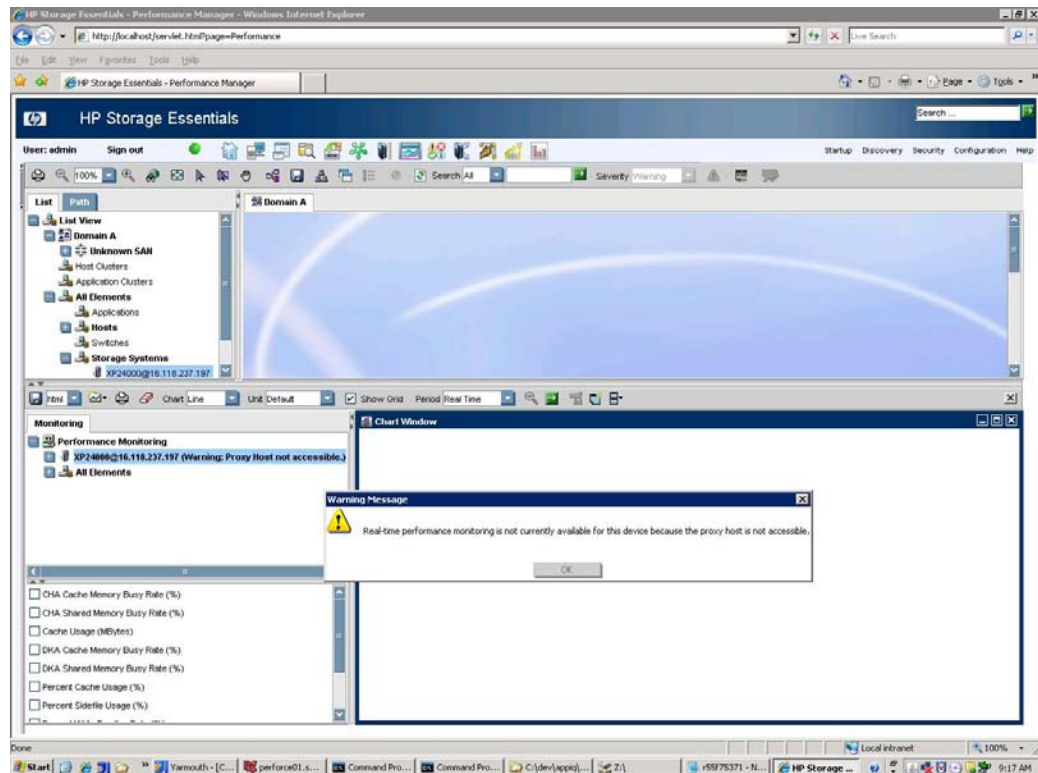 HP Storage Essentials - Performance Manager - Windows Internet Explorer
http://localhost/servlet.html?page=Performance
Live Search
File Edit View Favorites Tools Help
HP Storage Essentials - Performance Manager
Page Tools
hp HP Storage Essentials
Search ...
User: admin Sign out
Startup Discovery Security Configuration Help
100% Search All Severity Warning
List Path
Domain A
List View
Domain A
Unknown SAN
Host Clusters
Application Clusters
All Elements
Applications
Hosts
Switches
Storage Systems
XP24000@16.118.237.197
html Chart Line Unit Default Show Grid Period Real Time
Monitoring
Chart Window
Performance Monitoring
XP24000@16.118.237.197 (Warning: Proxy Host not accessible.)
All Elements
Warning Message
Real-time performance monitoring is not currently available for this device because the proxy host is not accessible.
OK
CHA Cache Memory Busy Rate (%)
CHA Shared Memory Busy Rate (%)
Cache Usage (MBytes)
DKA Cache Memory Busy Rate (%)
DKA Shared Memory Busy Rate (%)
Percent Cache Usage (%)
Percent Sidefile Usage (%)
Done
Local intranet
100%
Start
Yarmouth - [C...
perforce01.c...
Command Pro...
Command Pro...
C:\dev\appiq\...
Z:\
r55F75371 - N...
HP Storage ...
9:17 AM